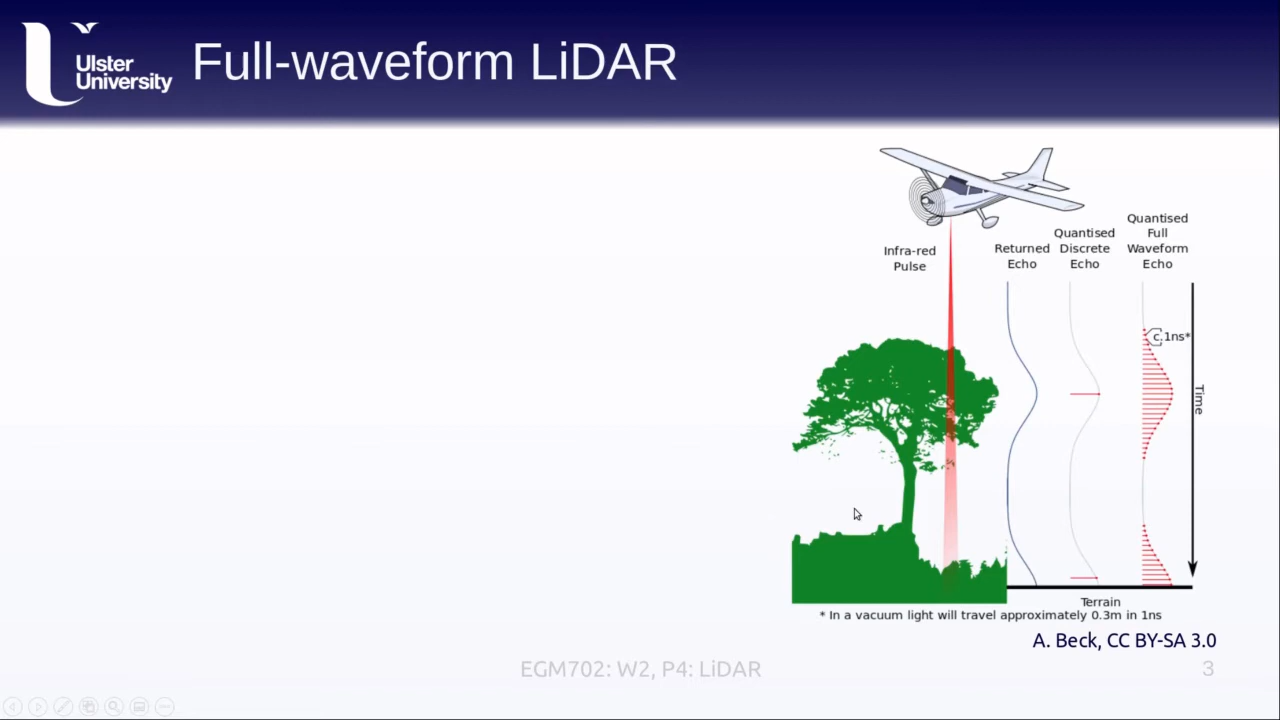 Ulster
University
Full-waveform LiDAR
Infra-red
Pulse
Returned
Echo
Quantised
Discrete
Echo
Quantised
Full
Waveform
Echo
c.1ns*
Time
Terrain
* In a vacuum light will travel approximately 0.3m in 1ns
A. Beck, CC BY-SA 3.0
EGM702: W2, P4: LiDAR
3